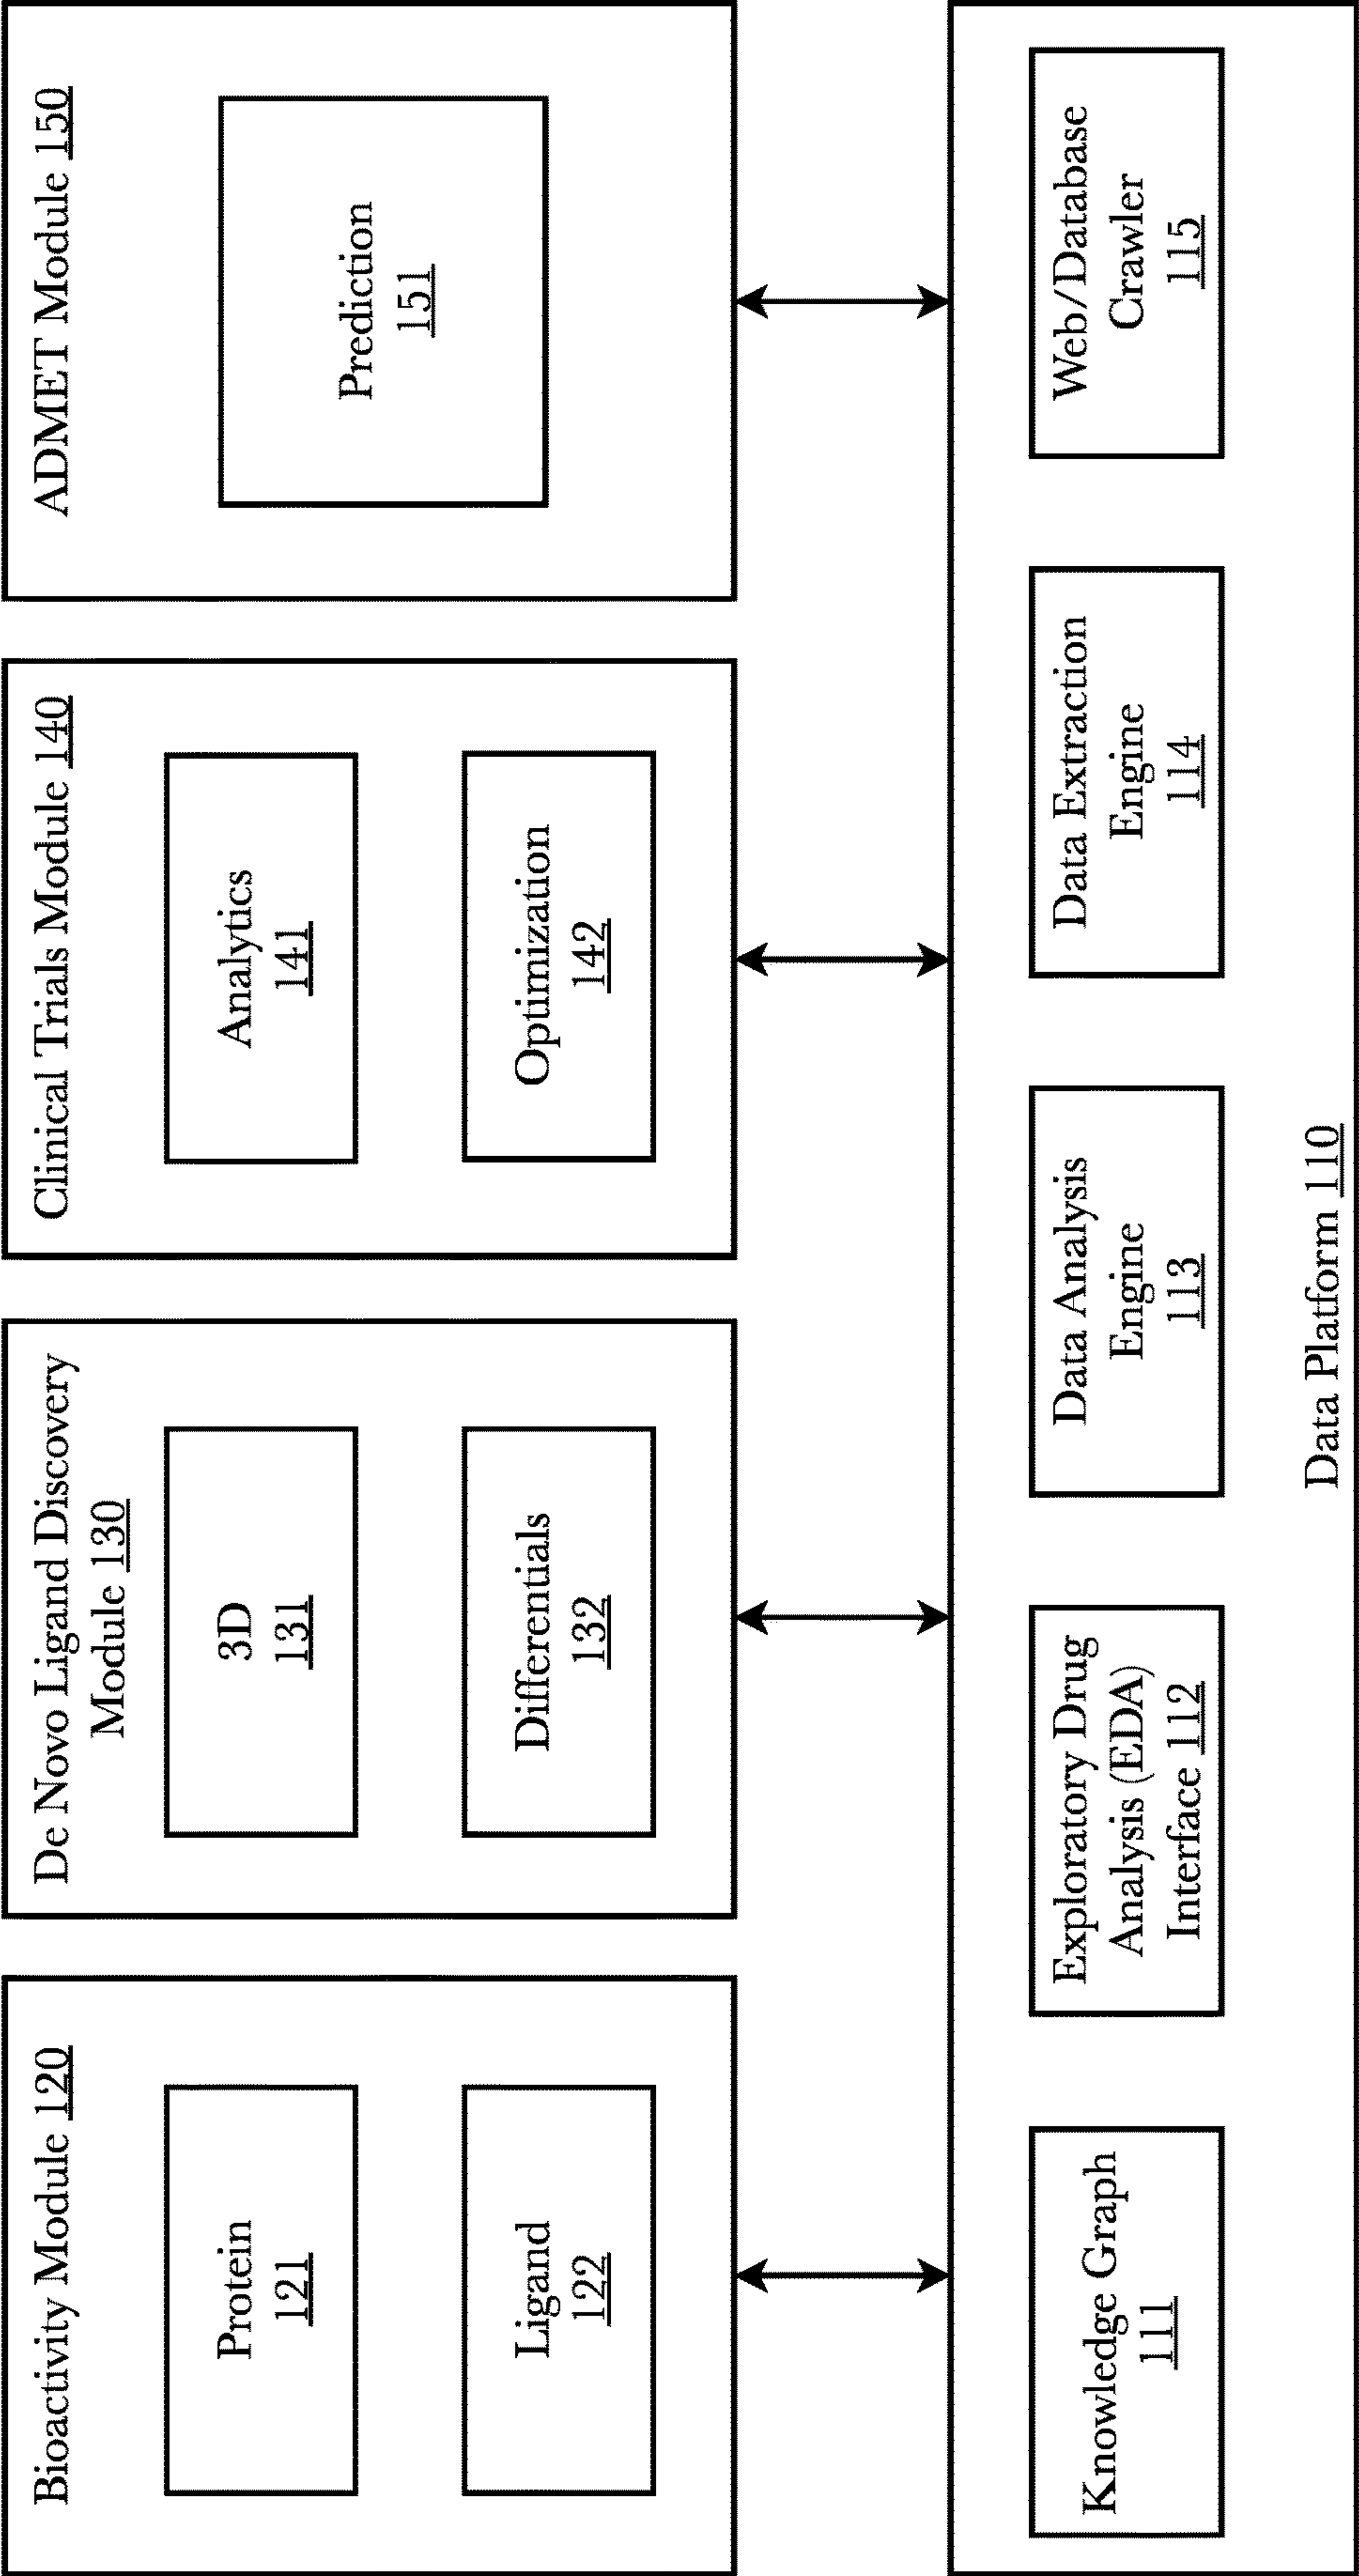 Bioactivity Module 120
Protein
121
Ligand
122
De Novo Ligand Discovery
Module 130
3D
131
Differentials
132
Clinical Trials Module 140
Analytics
141
Optimization
142
ADMET Module 150
Prediction
151
Knowledge Graph
111
Exploratory Drug
Analysis (EDA)
Interface 112
Data Analysis
Engine
113
Data Extraction
Engine
114
Web/Database
Crawler
115
Data Platform 110